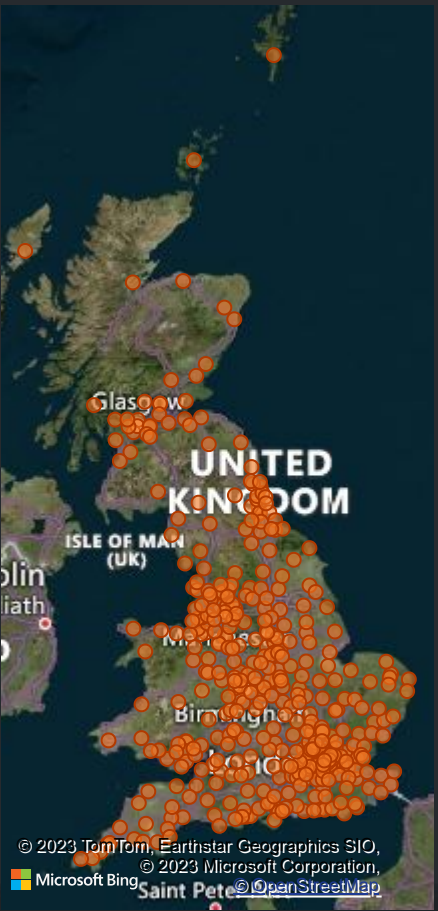 Glasgow
UNITED
KINGDOM
ISLE OF MAN
(UK)
olin
liath
Manchester
Birmingham
© 2023 TomTom, Earthstar Geographics SIO,
© 2023 Microsoft Corporation,
Microsoft Bing
© OpenStreetMap
Saint Peter